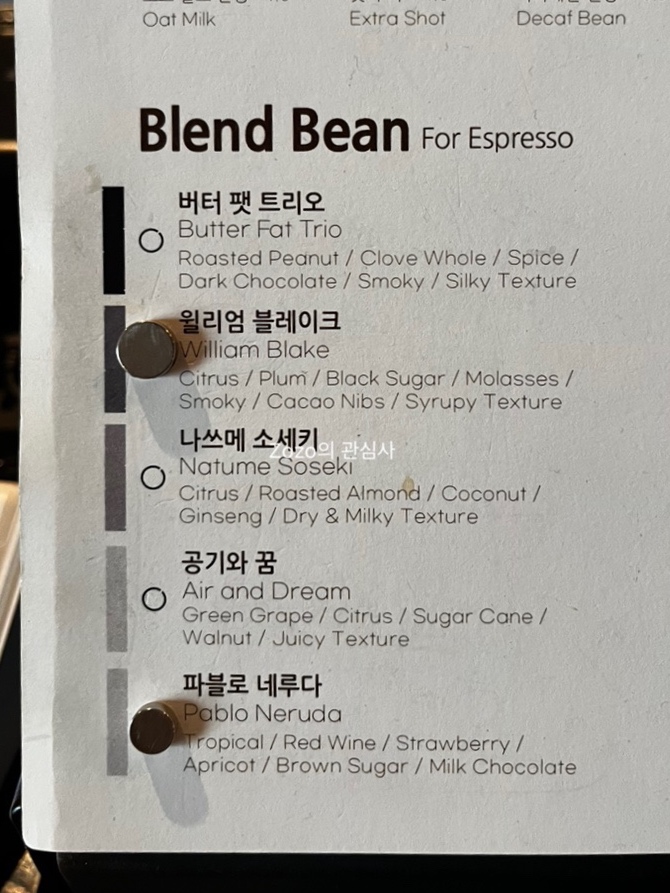 Oat Milk
Extra Shot
Decaf Bean
Blend Bean For Espresso
버터 팻 트리오
Butter Fat Trio
Roasted Peanut / Clove Whole / Spice /
Dark Chocolate / Smoky / Silky Texture
윌리엄 블레이크
William Blake
Citrus / Plum / Black Sugar / Molasses /
Smoky / Cacao Nibs / Syrupy Texture
나쓰메 소세키
Zozo의 관심사
Natume Soseki
Citrus / Roasted Almond / Coconut /
Ginseng / Dry & Milky Texture
공기와 꿈
Air and Dream
Green Grape / Citrus / Sugar Cane /
Walnut / Juicy Texture
파블로 네루다
Pablo Neruda
Tropical / Red Wine / Strawberry /
Apricot / Brown Sugar / Milk Chocolate